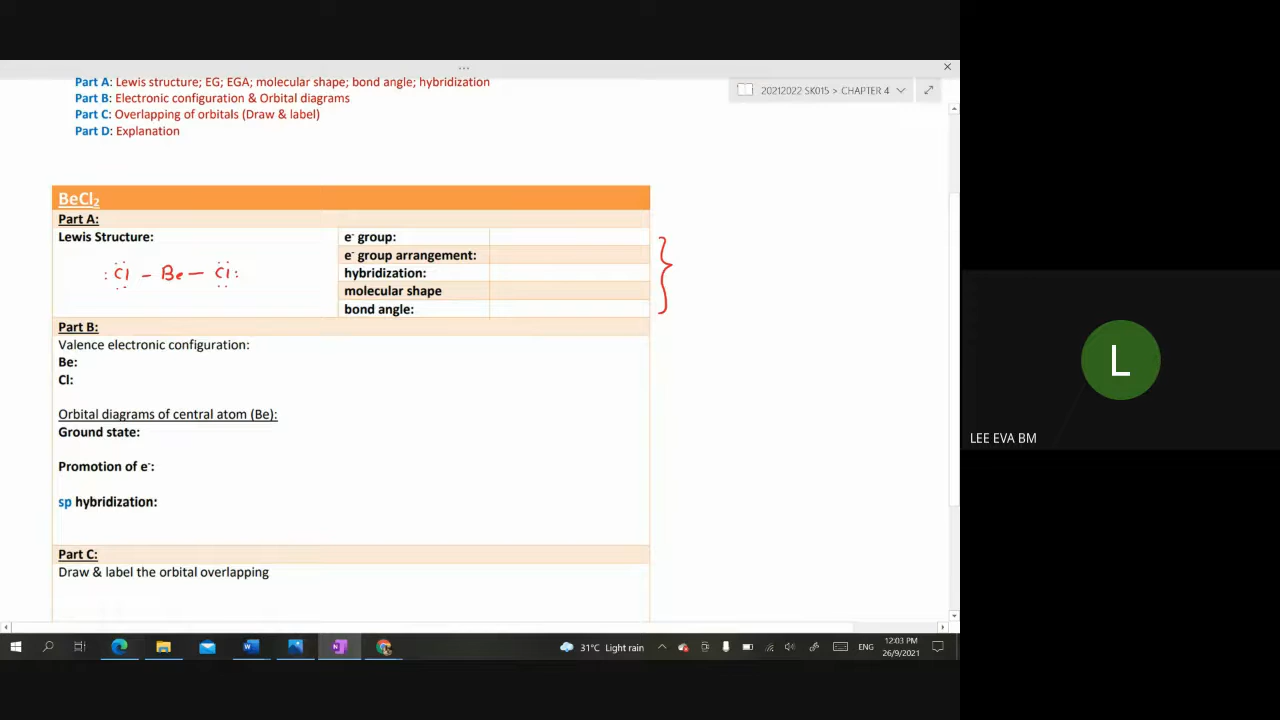 Part A: Lewis structure; EG; EGA; molecular shape; bond angle; hybridization
Part B: Electronic configuration & Orbital diagrams
Part C: Overlapping of orbitals (Draw & label)
Part D: Explanation
20212022 SK015 > CHAPTER 4
BeCl₂
Part A:
Lewis Structure:
:Cl - Be - Cl:
e⁻ group:
e⁻ group arrangement:
hybridization:
molecular shape
bond angle:
Part B:
Valence electronic configuration:
Be:
Cl:
Orbital diagrams of central atom (Be):
Ground state:
Promotion of e⁻:
sp hybridization:
Part C:
Draw & label the orbital overlapping
L
LEE EVA BM
31°C Light rain
ENG
12:03 PM
26/9/2021